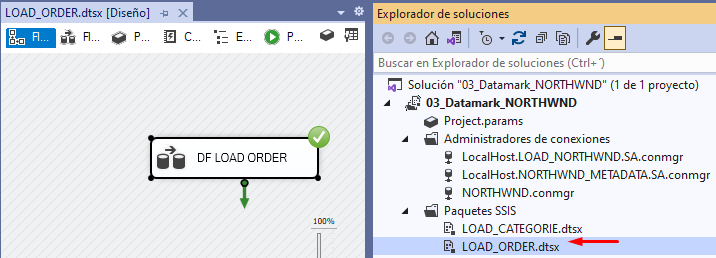 LOAD_ORDER.dtsx [Diseño]
Fl...
Fl...
P...
C...
E...
P...
DF LOAD ORDER
100%
Explorador de soluciones
Buscar en Explorador de soluciones (Ctrl+´)
Solución "03_Datamark_NORTHWND" (1 de 1 proyecto)
03_Datamark_NORTHWND
Project.params
Administradores de conexiones
LocalHost.LOAD_NORTHWND.SA.conmgr
LocalHost.NORTHWND_METADATA.SA.conmgr
NORTHWND.conmgr
Paquetes SSIS
LOAD_CATEGORIE.dtsx
LOAD_ORDER.dtsx